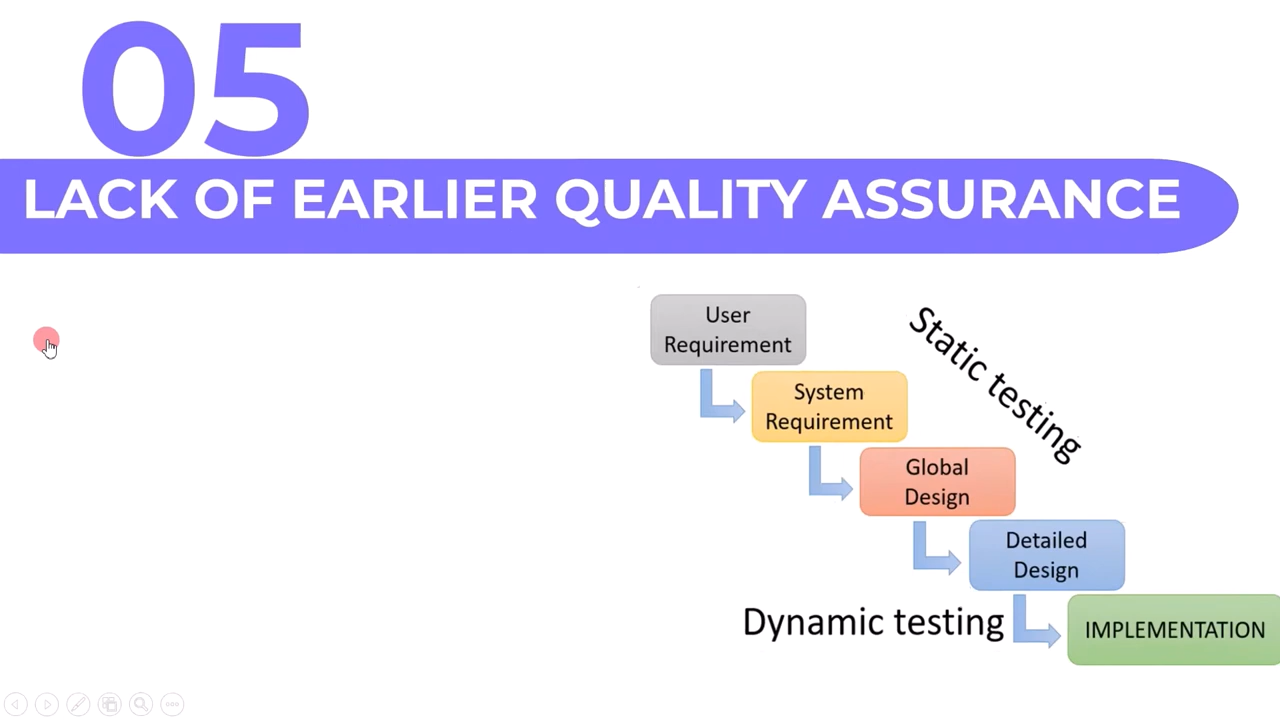 05
LACK OF EARLIER QUALITY ASSURANCE
User
Requirement
System
Requirement
Global
Design
Detailed
Design
IMPLEMENTATION
Static testing
Dynamic testing